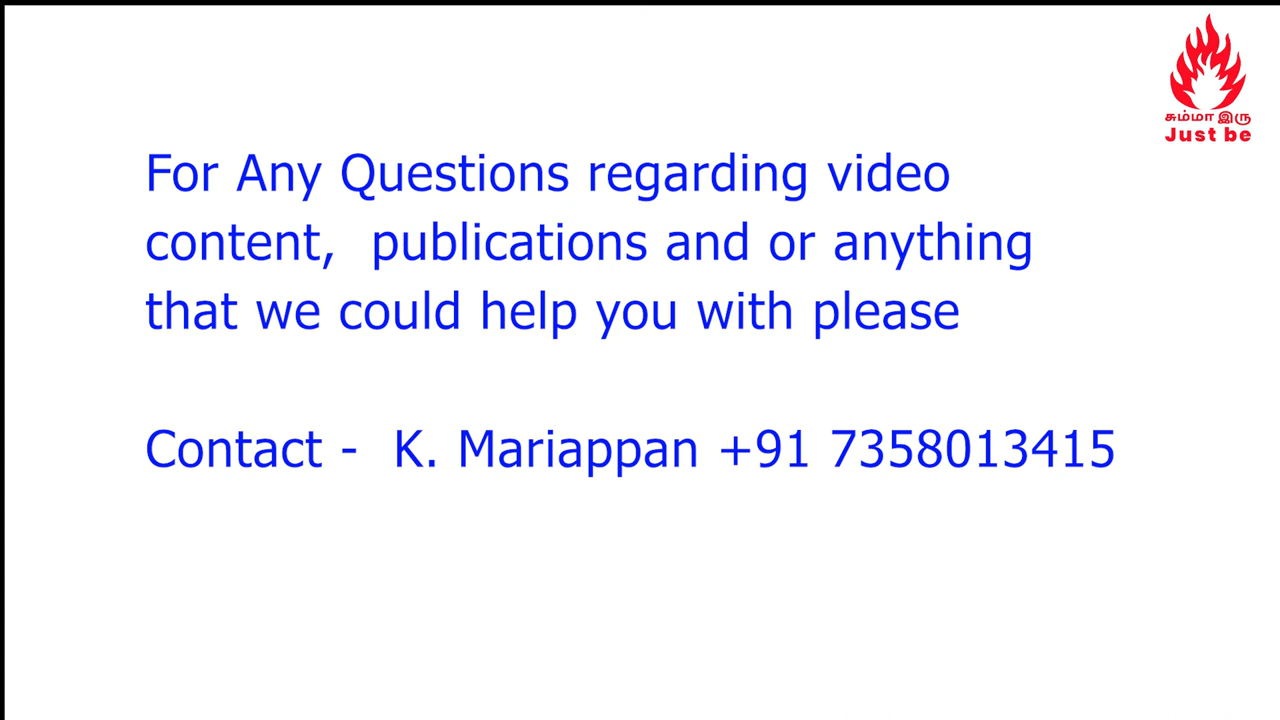 சும்மா இரு
Just be
For Any Questions regarding video
content,  publications and or anything
that we could help you with please
Contact -  K. Mariappan +91 7358013415